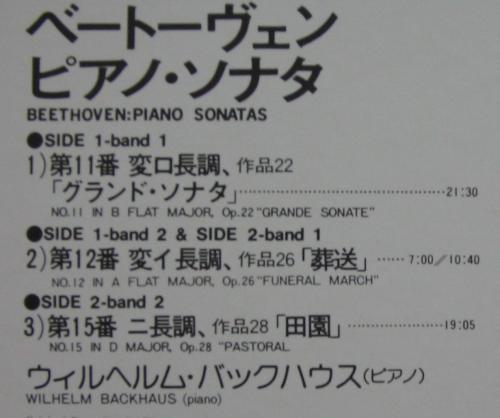 ベートーヴェン
ピアノ・ソナタ
BEETHOVEN:PIANO SONATAS
●SIDE 1-band 1
1)第11番 変ロ長調、作品22
「グランド・ソナタ」……………………………………21:30
NO.11 IN B FLAT MAJOR, Op.22 "GRANDE SONATE"
●SIDE 1-band 2 & SIDE 2-band 1
2)第12番 変イ長調、作品26「葬送」……7:00/10:40
NO.12 IN A FLAT MAJOR, Op.26 "FUNERAL MARCH"
●SIDE 2-band 2
3)第15番 ニ長調、作品28「田園」…………………19:05
NO.15 IN D MAJOR, Op.28 "PASTORAL
ウィルヘルム・バックハウス(ピアノ)
WILHELM BACKHAUS (piano)